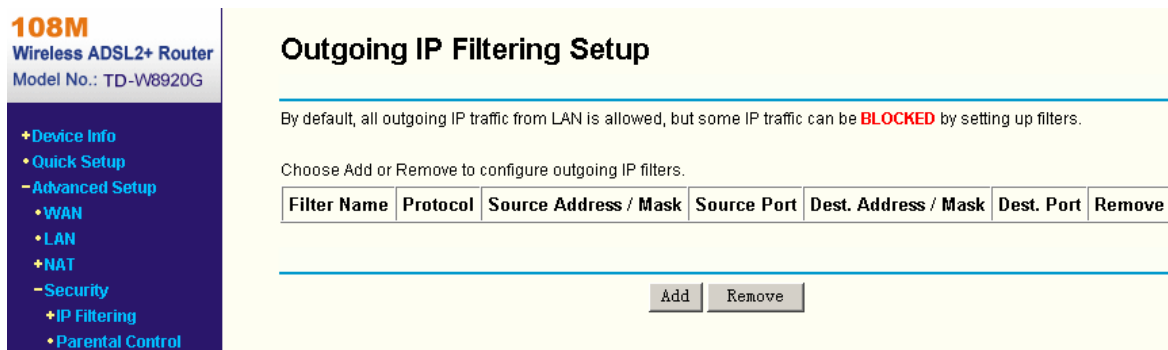 108M
Wireless ADSL2+ Router
Model No.: TD-W8920G
+Device Info
•Quick Setup
−Advanced Setup
•WAN
•LAN
+NAT
−Security
+IP Filtering
•Parental Control
Outgoing IP Filtering Setup
By default, all outgoing IP traffic from LAN is allowed, but some IP traffic can be BLOCKED by setting up filters.
Choose Add or Remove to configure outgoing IP filters.
Filter Name Protocol Source Address / Mask Source Port Dest. Address / Mask Dest. Port Remove
Add Remove